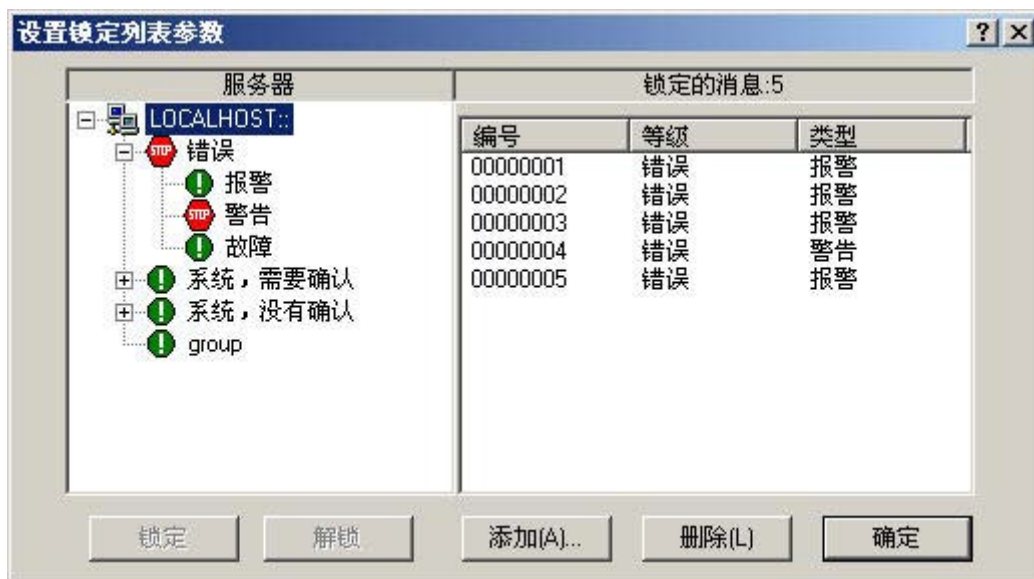 设置锁定列表参数
服务器 锁定的消息:5
LOCALHOST::
STOP 错误
报警
STOP 警告
故障
系统，需要确认
系统，没有确认
group
编号 等级 类型
00000001 错误 报警
00000002 错误 报警
00000003 错误 报警
00000004 错误 警告
00000005 错误 报警
锁定 解锁 添加(A)... 删除(L) 确定